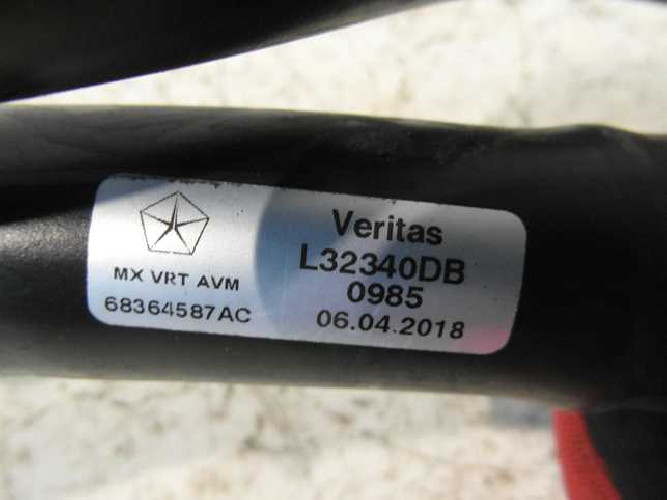 MX VRT AVM
68364587AC
Veritas
L32340DB
0985
06.04.2018